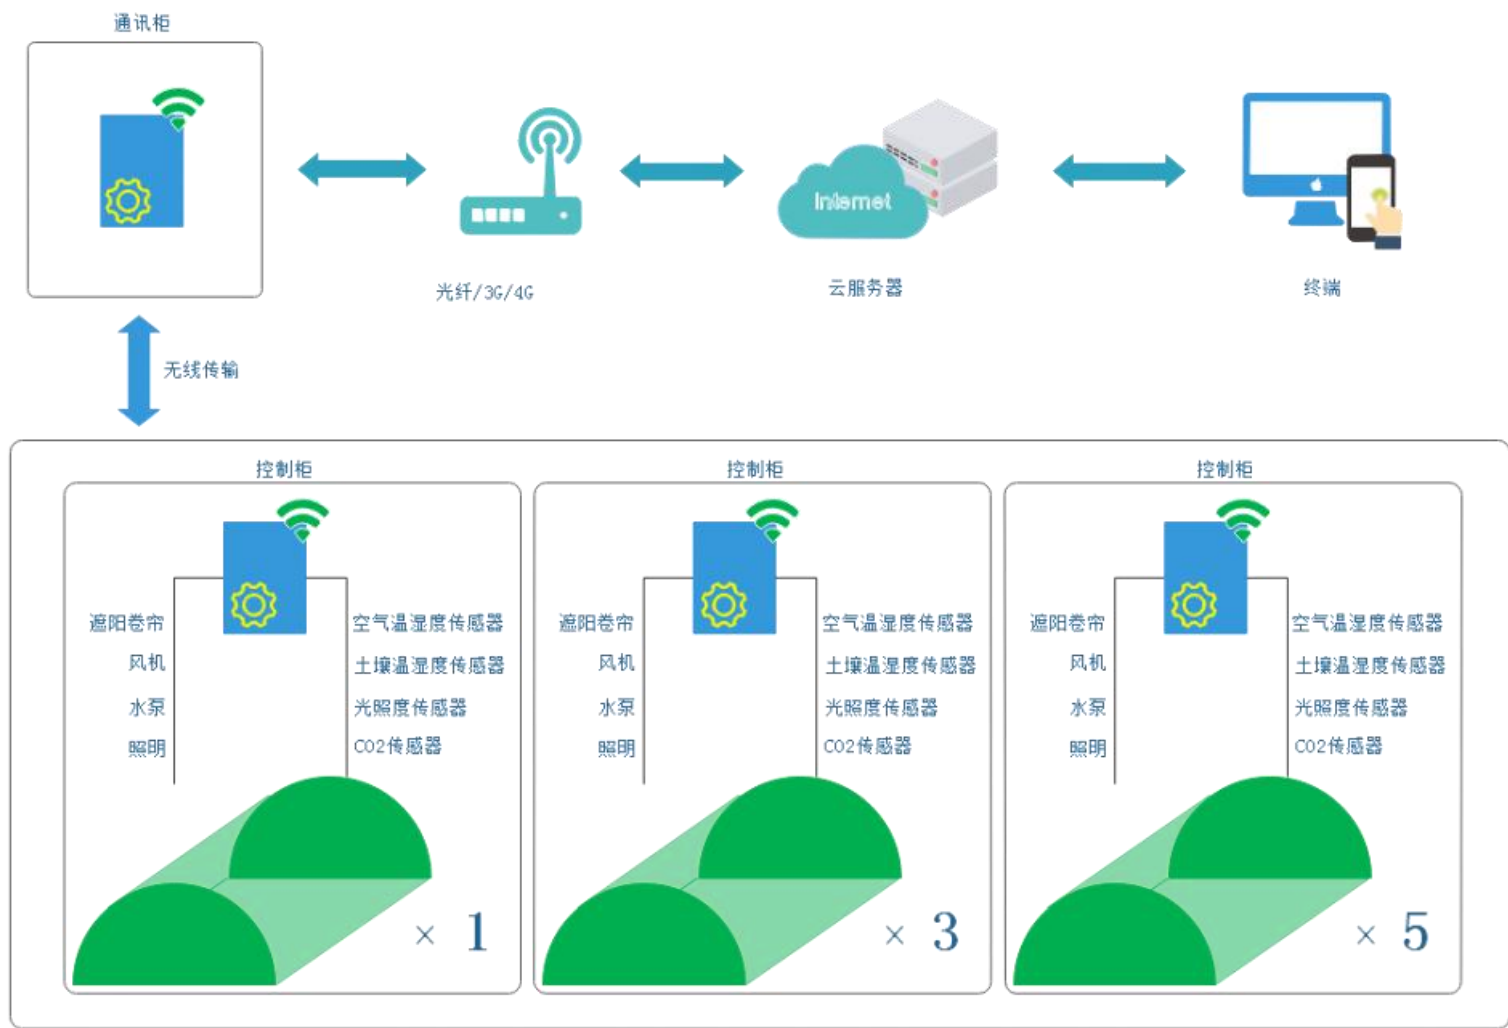 通讯柜
Internet
光纤/3G/4G
云服务器
终端
无线传输
控制柜
控制柜
控制柜
遮阳卷帘
风机
水泵
照明
空气温湿度传感器
土壤温湿度传感器
光照度传感器
CO2传感器
× 1
遮阳卷帘
风机
水泵
照明
空气温湿度传感器
土壤温湿度传感器
光照度传感器
CO2传感器
× 3
遮阳卷帘
风机
水泵
照明
空气温湿度传感器
土壤温湿度传感器
光照度传感器
CO2传感器
× 5